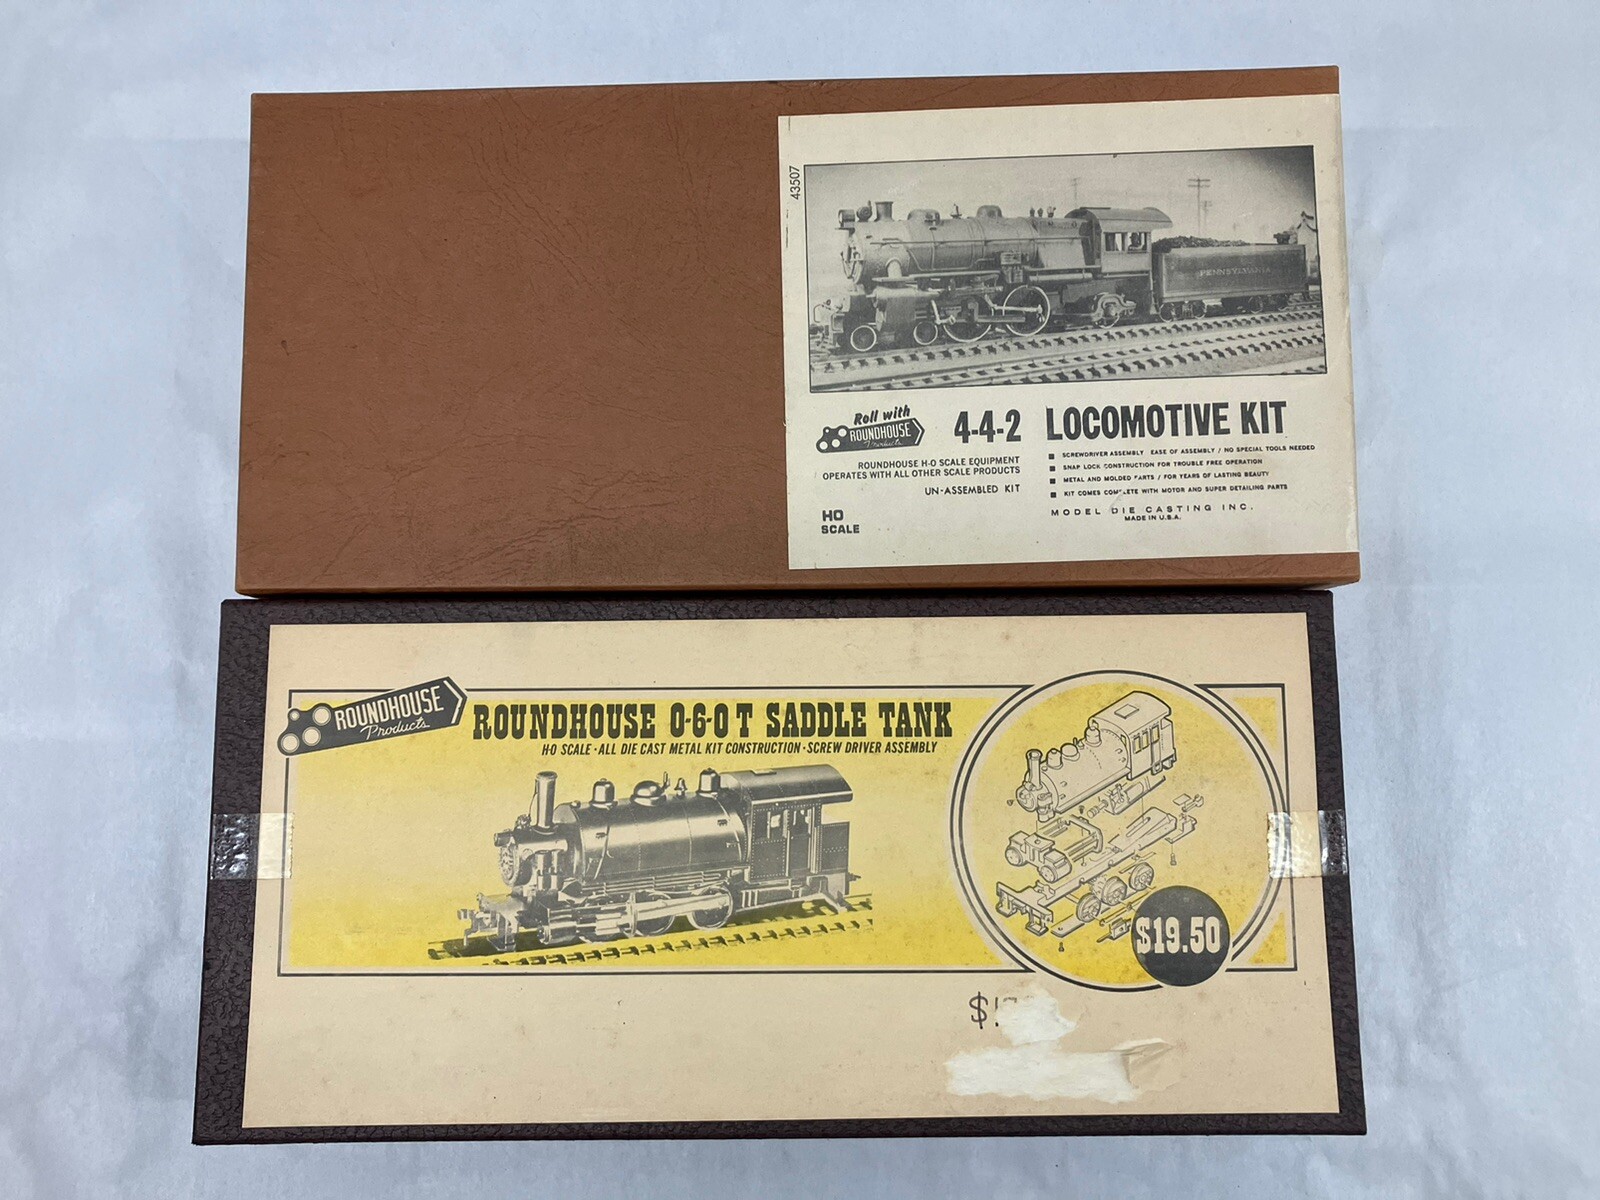 43507
PENNSYLVANIA
Roll with
ROUNDHOUSE
Products
4-4-2 LOCOMOTIVE KIT
ROUNDHOUSE H-O SCALE EQUIPMENT
OPERATES WITH ALL OTHER SCALE PRODUCTS
UN-ASSEMBLED KIT
HO
SCALE
SCREWDRIVER ASSEMBLY EASE OF ASSEMBLY / NO SPECIAL TOOLS NEEDED
SNAP LOCK CONSTRUCTION FOR TROUBLE FREE OPERATION
METAL AND MOLDED PARTS / FOR YEARS OF LASTING BEAUTY
KIT COMES COMPLETE WITH MOTOR AND SUPER DETAILING PARTS
MODEL DIE CASTING INC.
MADE IN U.S.A.
ROUNDHOUSE
Products
ROUNDHOUSE 0-6-0T SADDLE TANK
H-O SCALE · ALL DIE CAST METAL KIT CONSTRUCTION · SCREW DRIVER ASSEMBLY
$19.50